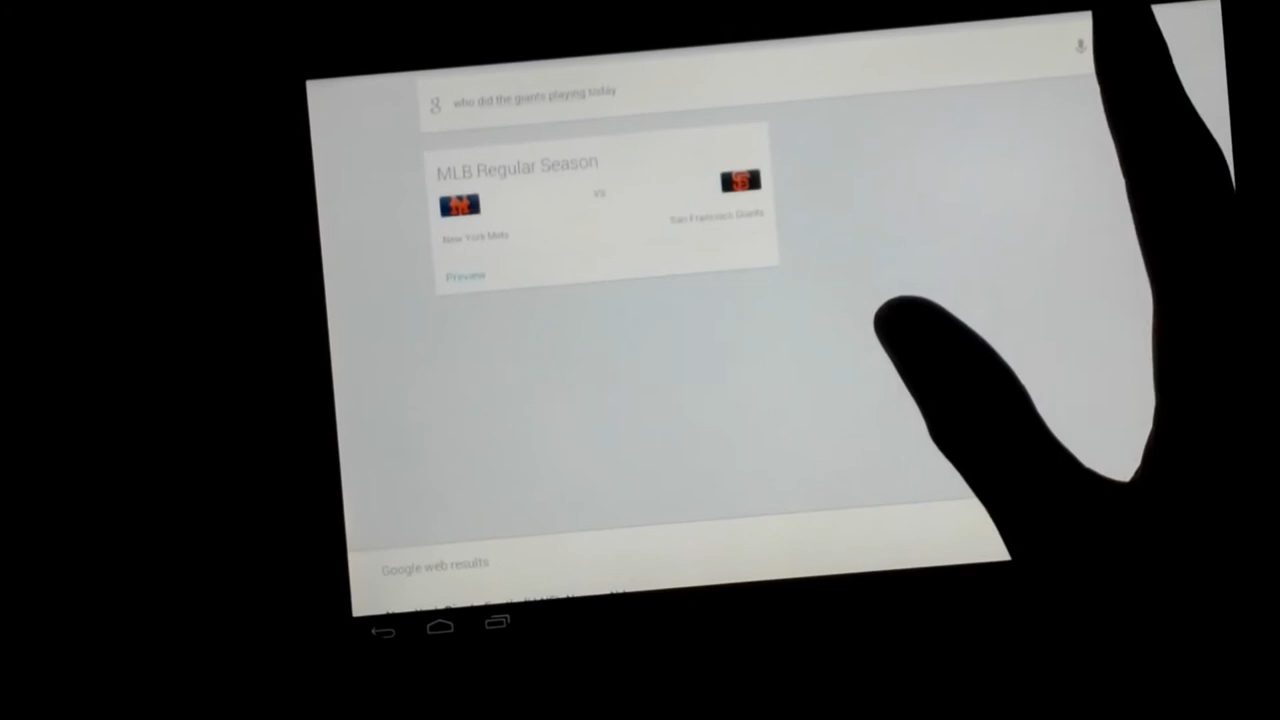 g who did the giants playing today
MLB Regular Season
VS
New York Mets
San Francisco Giants
Preview
Google web results